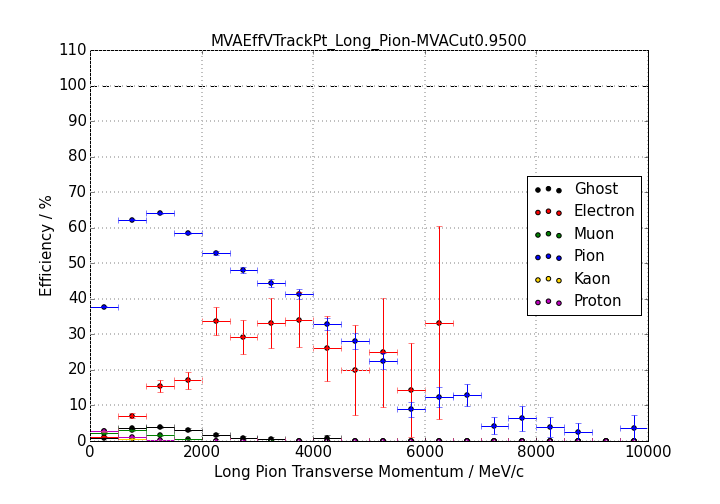 MVAEffVTrackPt_Long_Pion-MVACut0.9500
110
100
90
80
70
60
50
40
30
20
10
0
Efficiency / %
Ghost
Electron
Muon
Pion
Kaon
Proton
0 2000 4000 6000 8000 10000
Long Pion Transverse Momentum / MeV/c